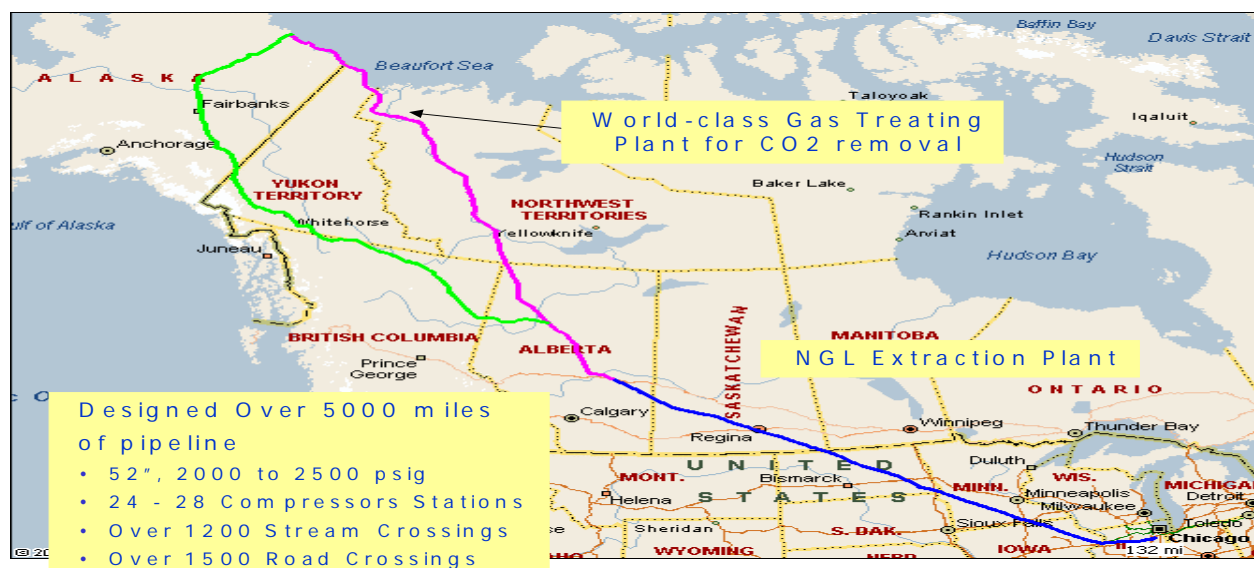 Baffin Bay
Davis Strait
Beaufort Sea
ALASKA
Fairbanks
Taloyoak
World-class Gas Treating
Plant for CO2 removal
Iqaluit
Anchorage
Hudson
Strait
YUKON
TERRITORY
Baker Lake
NORTHWEST
TERRITORIES
Rankin Inlet
ulf of Alaska
Whitehorse
Yellowknife
Arviat
Juneau
Hudson Bay
BRITISH COLUMBIA
ALBERTA
SASKATCHEWAN
MANITOBA
NGL Extraction Plant
Prince
George
ONTARIO
Designed Over 5000 miles
of pipeline
• 52", 2000 to 2500 psig
• 24 - 28 Compressors Stations
• Over 1200 Stream Crossings
• Over 1500 Road Crossings
Calgary
Regina
Winnipeg
Thunder Bay
UNITED
STATES
MONT.
Bismarck
Duluth
MINN.
WIS.
MICHIGA
Helena
Minneapolis
Detroit
Milwaukee
Sheridan
S. DAK.
Sioux Falls
Toledo
Chicago
WYOMING
NEBR
IOWA
132 mi
© 20